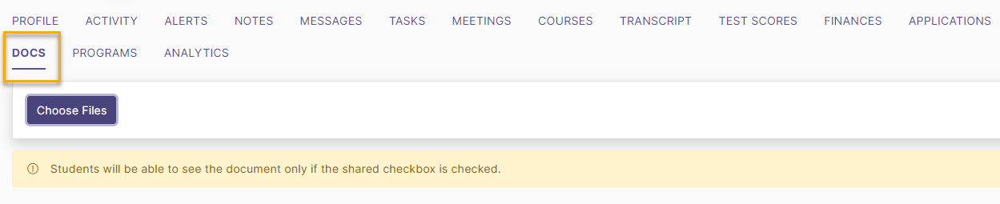 PROFILE ACTIVITY ALERTS NOTES MESSAGES TASKS MEETINGS COURSES TRANSCRIPT TEST SCORES FINANCES APPLICATIONS
DOCS PROGRAMS ANALYTICS
Choose Files
Students will be able to see the document only if the shared checkbox is checked.